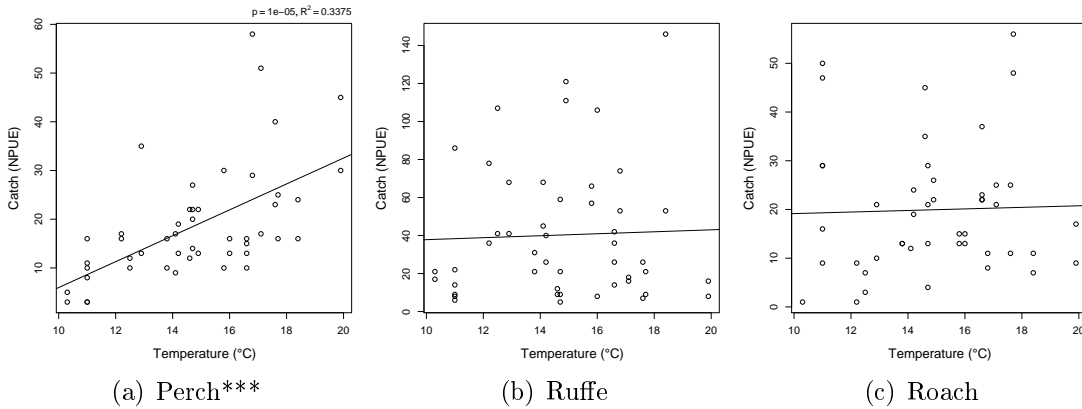 p = 1e−05, R² = 0.3375
Catch (NPUE)
60
50
40
30
20
10
10 12 14 16 18 20
Temperature (°C)
(a) Perch***
Catch (NPUE)
140
120
100
80
60
40
20
0
10 12 14 16 18 20
Temperature (°C)
(b) Ruffe
Catch (NPUE)
50
40
30
20
10
0
10 12 14 16 18 20
Temperature (°C)
(c) Roach